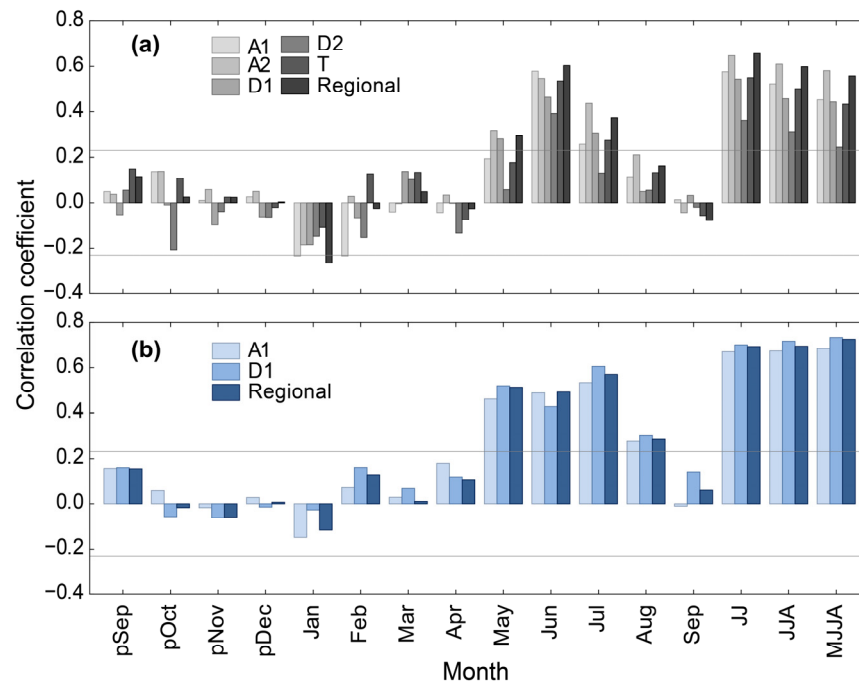 Correlation coefficient
0.8
0.6
0.4
0.2
0.0
−0.2
−0.4
(a)
A1
A2
D1
D2
T
Regional
0.8
0.6
0.4
0.2
0.0
−0.2
−0.4
(b)
A1
D1
Regional
pSep
pOct
pNov
pDec
Jan
Feb
Mar
Apr
May
Jun
Jul
Aug
Sep
JJ
JJA
MJJA
Month